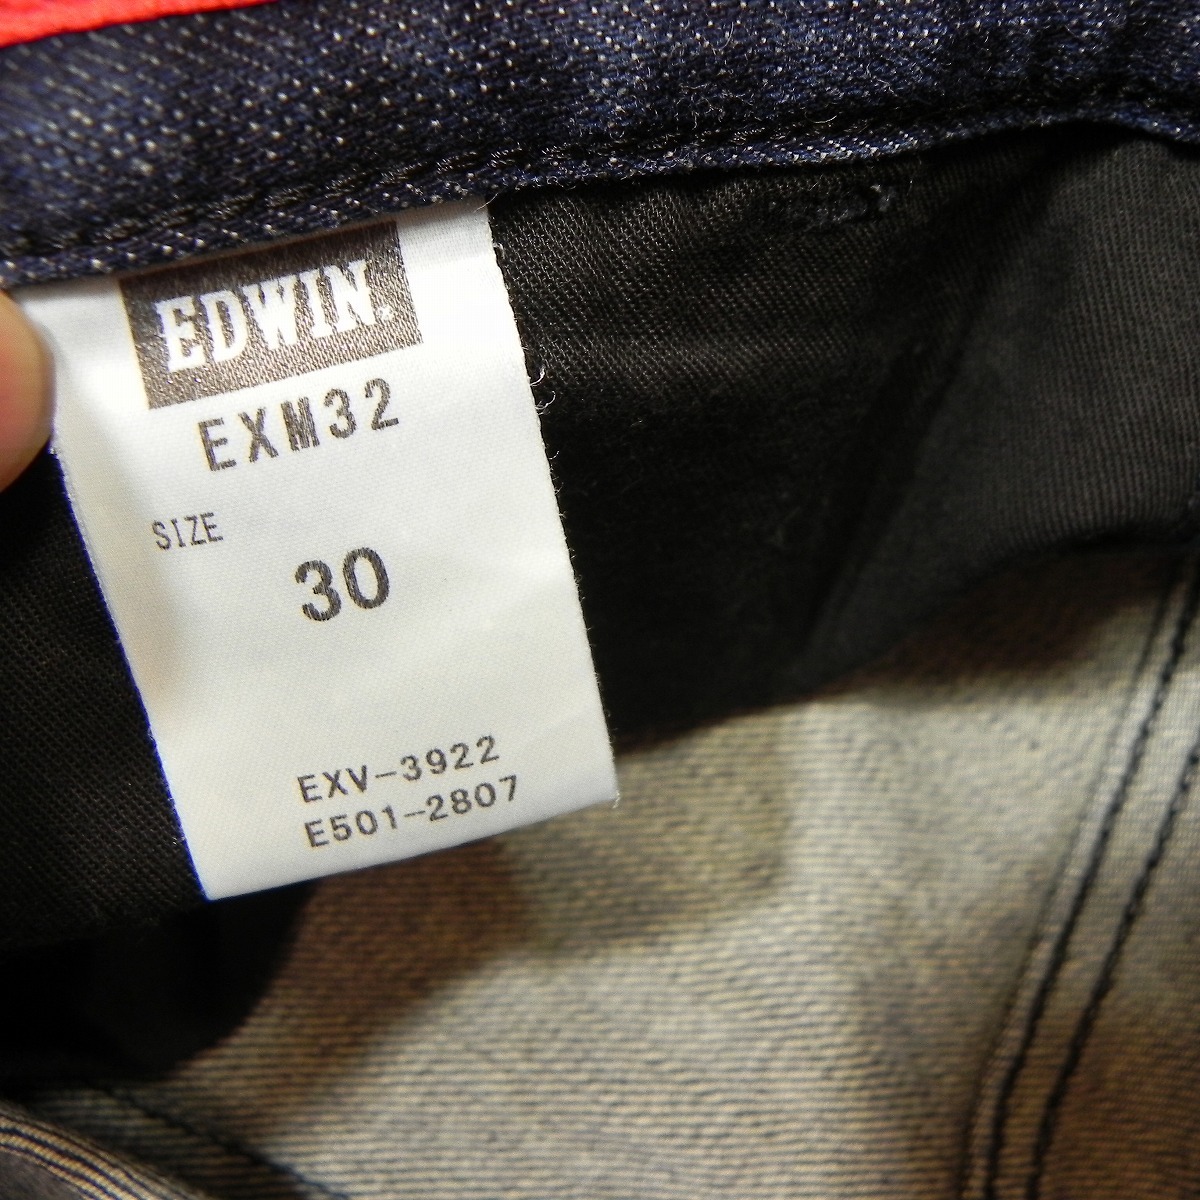 EDWIN.
EXM32
SIZE
30
EXV-3922
E501-2807